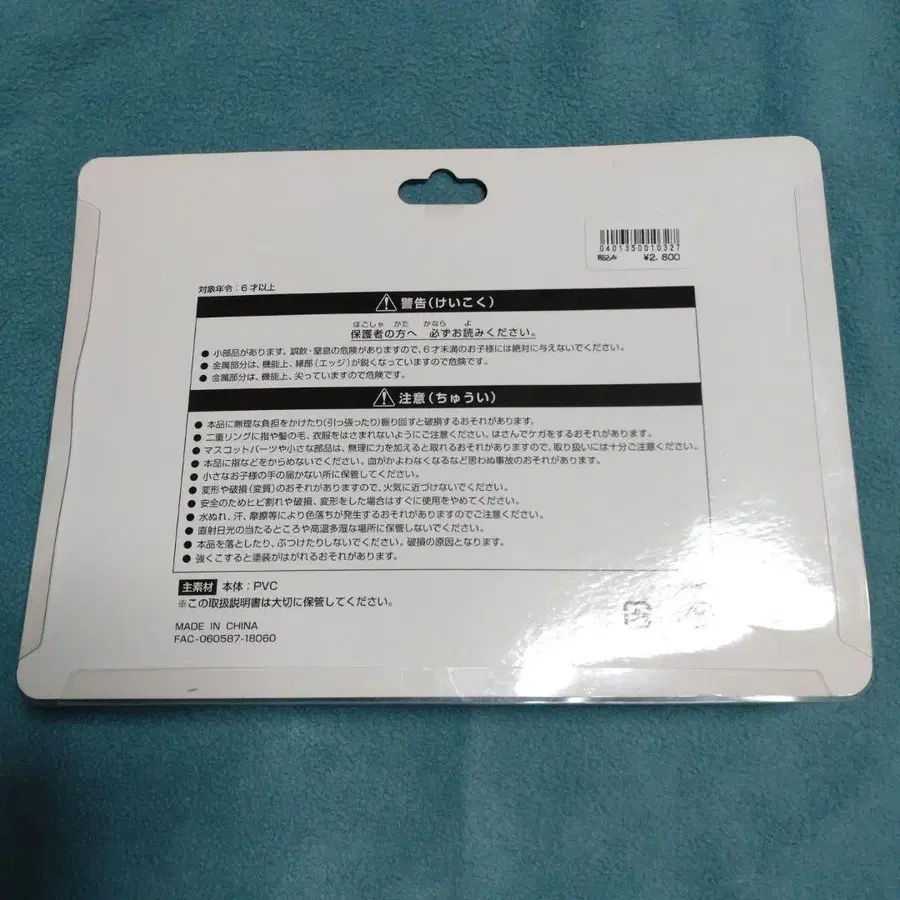 0401350010327
税込み ¥2,800
対象年令：6才以上
警告（けいこく）
ほごしゃ かた かなら よ
保護者の方へ 必ずお読みください。
● 小部品があります。誤飲・窒息の危険がありますので、6才未満のお子様には絶対に与えないでください。
● 金属部分は、機能上、縁部（エッジ）が鋭くなっていますので危険です。
● 金属部分は、機能上、尖っていますので危険です。
注意（ちゅうい）
● 本品に無理な負担をかけたり（引っ張ったり）振り回すと破損するおそれがあります。
● 二重リングに指や髪の毛、衣服をはさまれないようにご注意ください。はさんでケガをするおそれがあります。
● マスコットパーツや小さな部品は、無理に力を加えると取れるおそれがありますので、取り扱いには十分ご注意ください。
● 本品に指などをからめないでください。血がかよわなくなるなど思わぬ事故のおそれがあります。
● 小さなお子様の手の届かない所に保管してください。
● 変形や破損（変質）のおそれがありますので、火気に近づけないでください。
● 安全のためヒビ割れや破損、変形をした場合はすぐに使用をやめてください。
● 水ぬれ、汗、摩擦等により色落ちが発生するおそれがありますのでご注意ください。
● 直射日光の当たるところや高温多湿な場所に保管しないでください。
● 本品を落としたり、ぶつけたりしないでください。破損の原因となります。
● 強くこすると塗装がはがれるおそれがあります。
主素材 本体：PVC
※この取扱説明書は大切に保管してください。
MADE IN CHINA
FAC-060587-18060